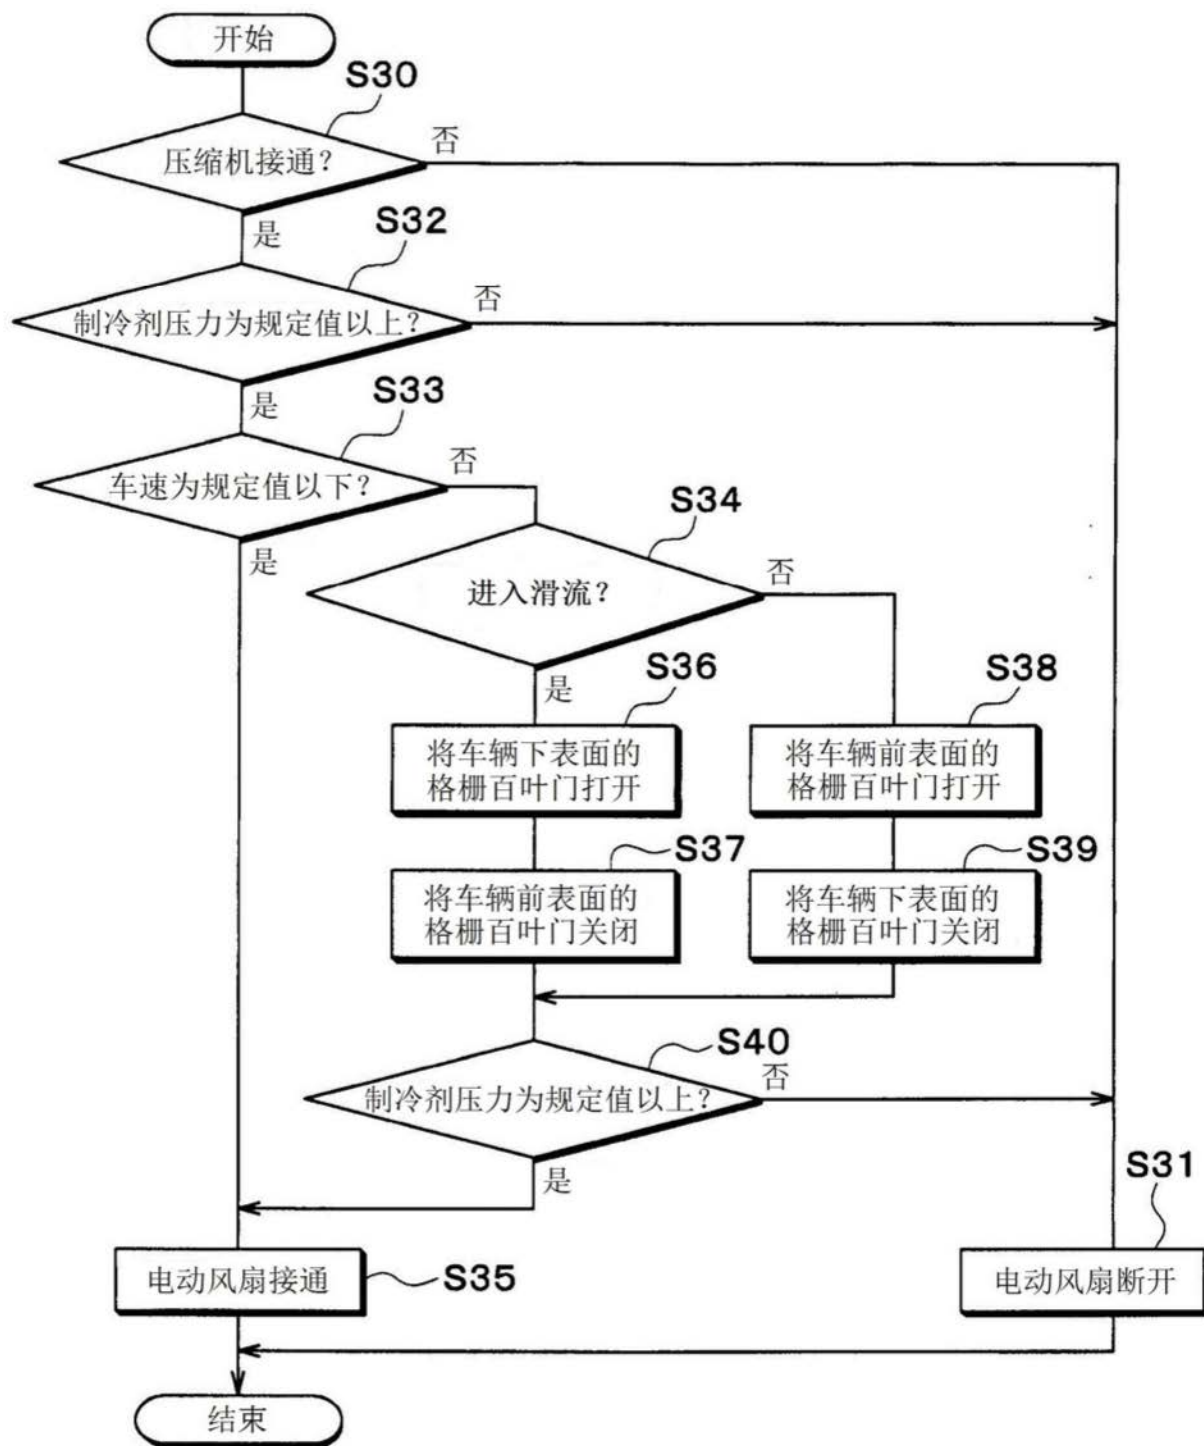 开始
S30
压缩机接通？
否
是
S32
制冷剂压力为规定值以上？
否
是
S33
车速为规定值以下？
否
是
S34
进入滑流？
否
是
S36
将车辆下表面的
格栅百叶门打开
S38
将车辆前表面的
格栅百叶门打开
S37
将车辆前表面的
格栅百叶门关闭
S39
将车辆下表面的
格栅百叶门关闭
S40
制冷剂压力为规定值以上？
否
是
S31
电动风扇接通
S35
电动风扇断开
结束